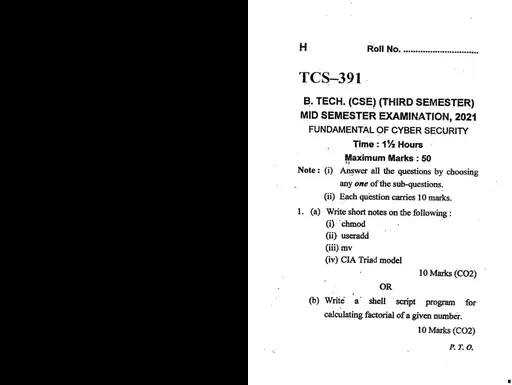 H Roll No. ..............................
TCS–391
B. TECH. (CSE) (THIRD SEMESTER)
MID SEMESTER EXAMINATION, 2021
FUNDAMENTAL OF CYBER SECURITY
Time : 1½ Hours
Maximum Marks : 50
Note : (i) Answer all the questions by choosing
any one of the sub-questions.
(ii) Each question carries 10 marks.
1. (a) Write short notes on the following :
(i) chmod
(ii) useradd
(iii) mv
(iv) CIA Triad model
10 Marks (CO2)
OR
(b) Write a shell script program for
calculating factorial of a given number.
10 Marks (CO2)
P. T. O.